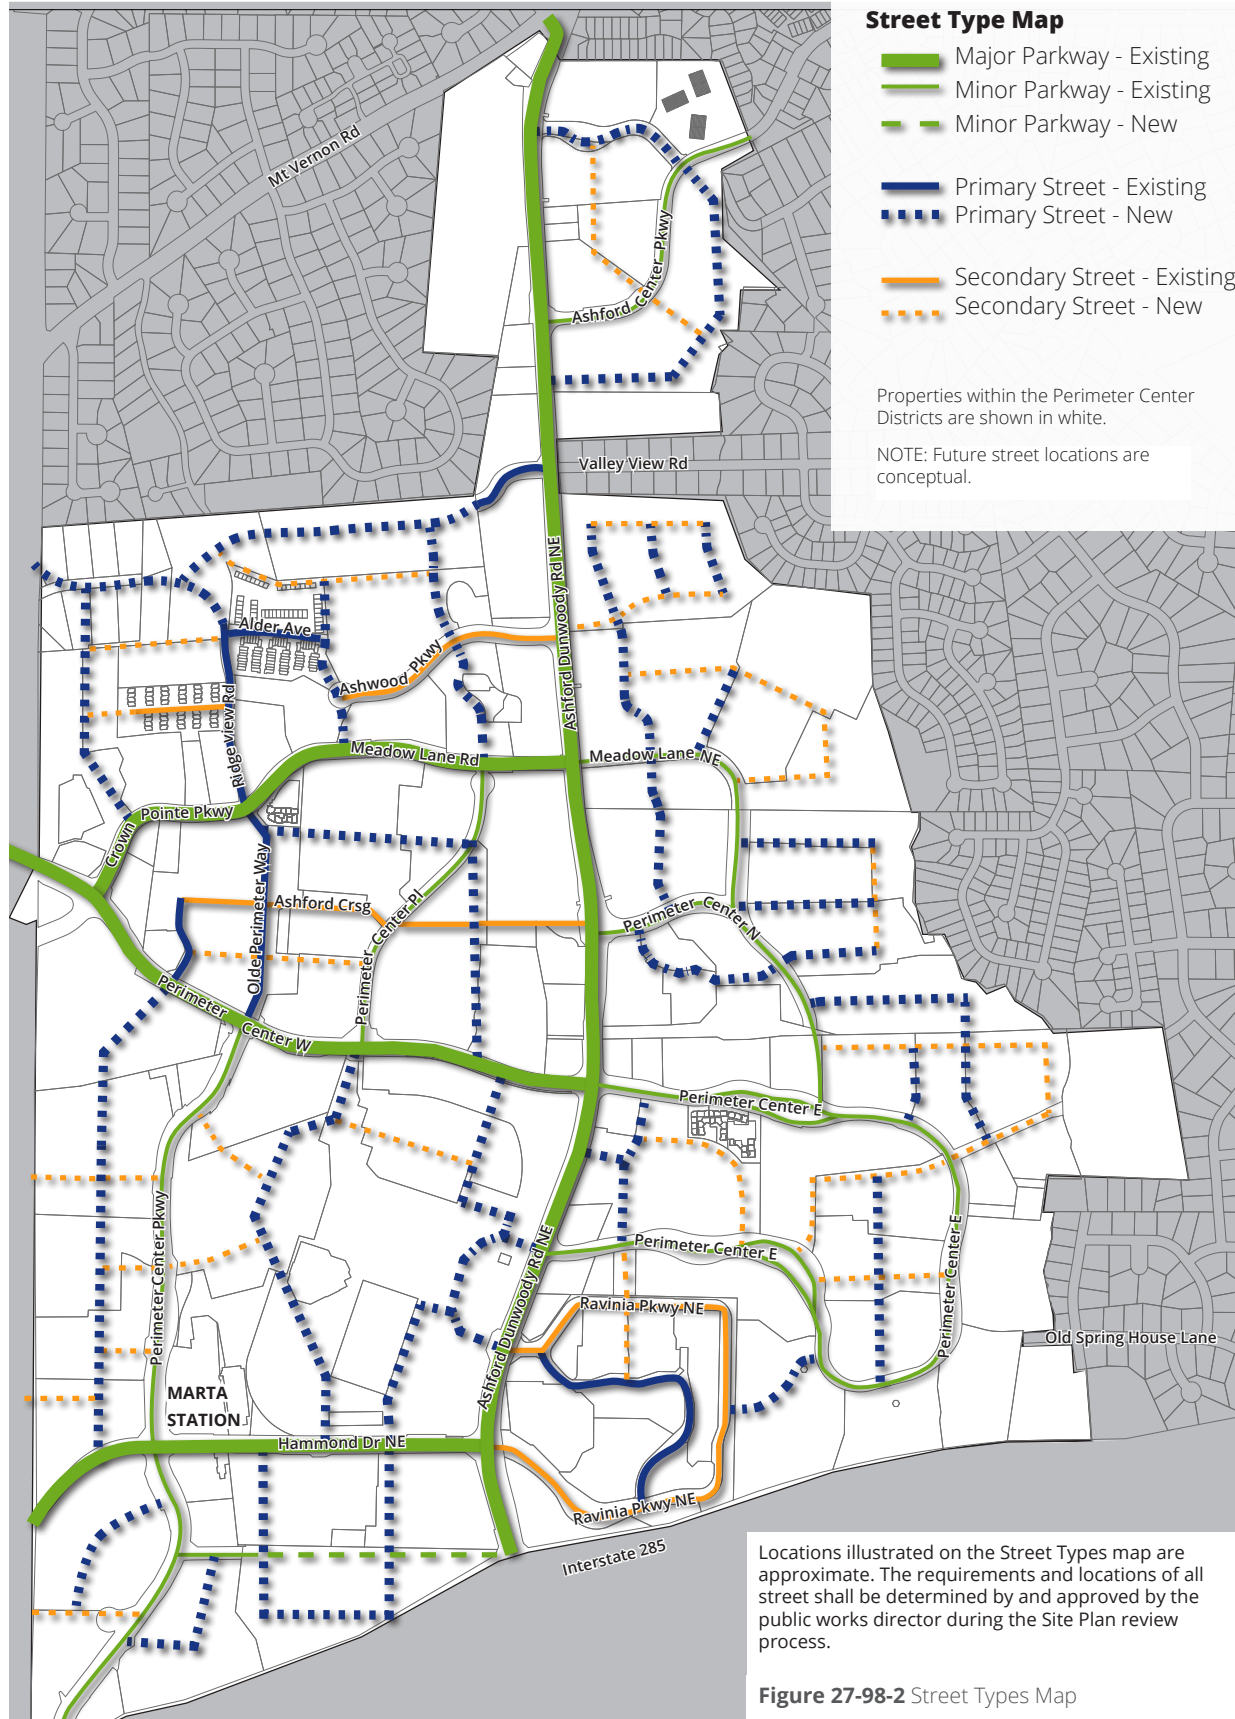 Street Type Map
Major Parkway - Existing
Minor Parkway - Existing
Minor Parkway - New
Primary Street - Existing
Primary Street - New
Secondary Street - Existing
Secondary Street - New
Properties within the Perimeter Center
Districts are shown in white.
NOTE: Future street locations are
conceptual.
Mt Vernon Rd
Ashford Center Pkwy
Valley View Rd
Ashford Dunwoody Rd NE
Alder Ave
Ashwood Pkwy
Ridge view Rd
Meadow Lane Rd
Meadow Lane NE
Crown Pointe Pkwy
Olde Perimeter Way
Ashford Crsg
Perimeter Center Pl
Perimeter Center N
Perimeter Center W
Perimeter Center E
Perimeter Center Pkwy
Perimeter Center E
Perimeter Center E
Ashford Dunwoody Rd NE
Ravinia Pkwy NE
Old Spring House Lane
MARTA
STATION
Hammond Dr NE
Ravinia Pkwy NE
Interstate 285
Locations illustrated on the Street Types map are
approximate. The requirements and locations of all
street shall be determined by and approved by the
public works director during the Site Plan review
process.
Figure 27-98-2 Street Types Map